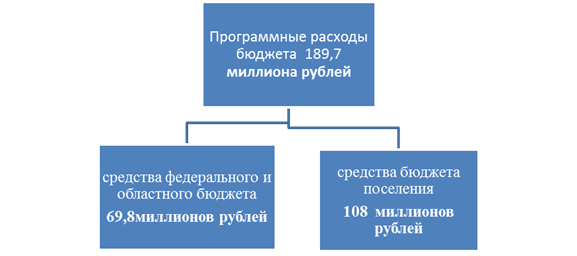 Программные расходы
бюджета 189,7
миллиона рублей
средства федерального и
областного бюджета
69,8миллионов рублей
средства бюджета
поселения
108 миллионов
рублей